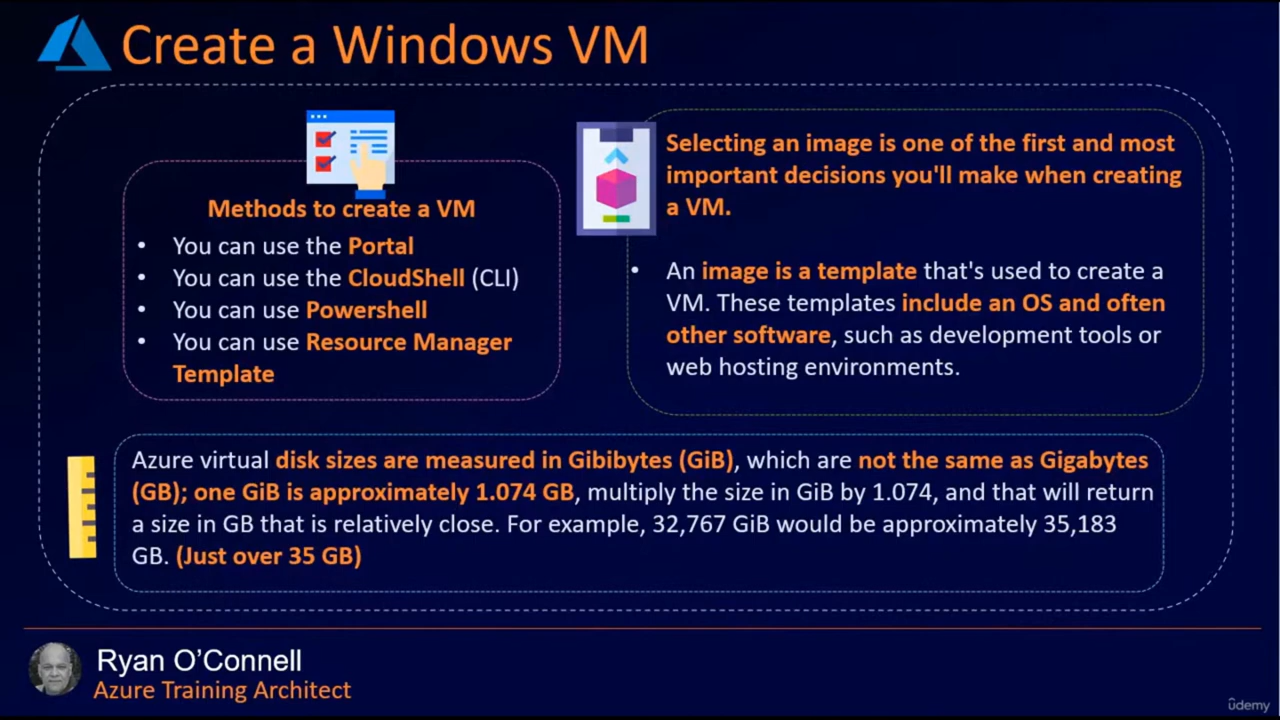 Create a Windows VM
Methods to create a VM
• You can use the Portal
• You can use the CloudShell (CLI)
• You can use Powershell
• You can use Resource Manager
Template
Selecting an image is one of the first and most
important decisions you'll make when creating
a VM.
• An image is a template that's used to create a
VM. These templates include an OS and often
other software, such as development tools or
web hosting environments.
Azure virtual disk sizes are measured in Gibibytes (GiB), which are not the same as Gigabytes
(GB); one GiB is approximately 1.074 GB, multiply the size in GiB by 1.074, and that will return
a size in GB that is relatively close. For example, 32,767 GiB would be approximately 35,183
GB. (Just over 35 GB)
Ryan O’Connell
Azure Training Architect
ûdemy